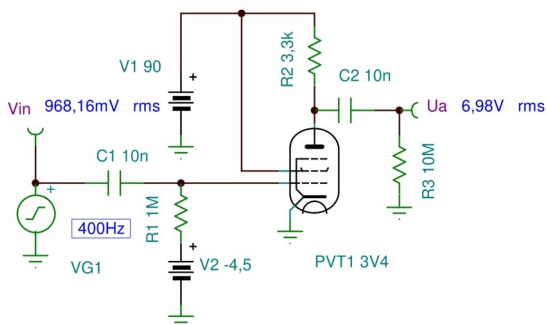 V1 90
R2 3,3k
C2 10n
Vin 968,16mV rms
Ua 6,98V rms
C1 10n
R3 10M
400Hz
R1 1M
VG1
V2 -4,5
PVT1 3V4